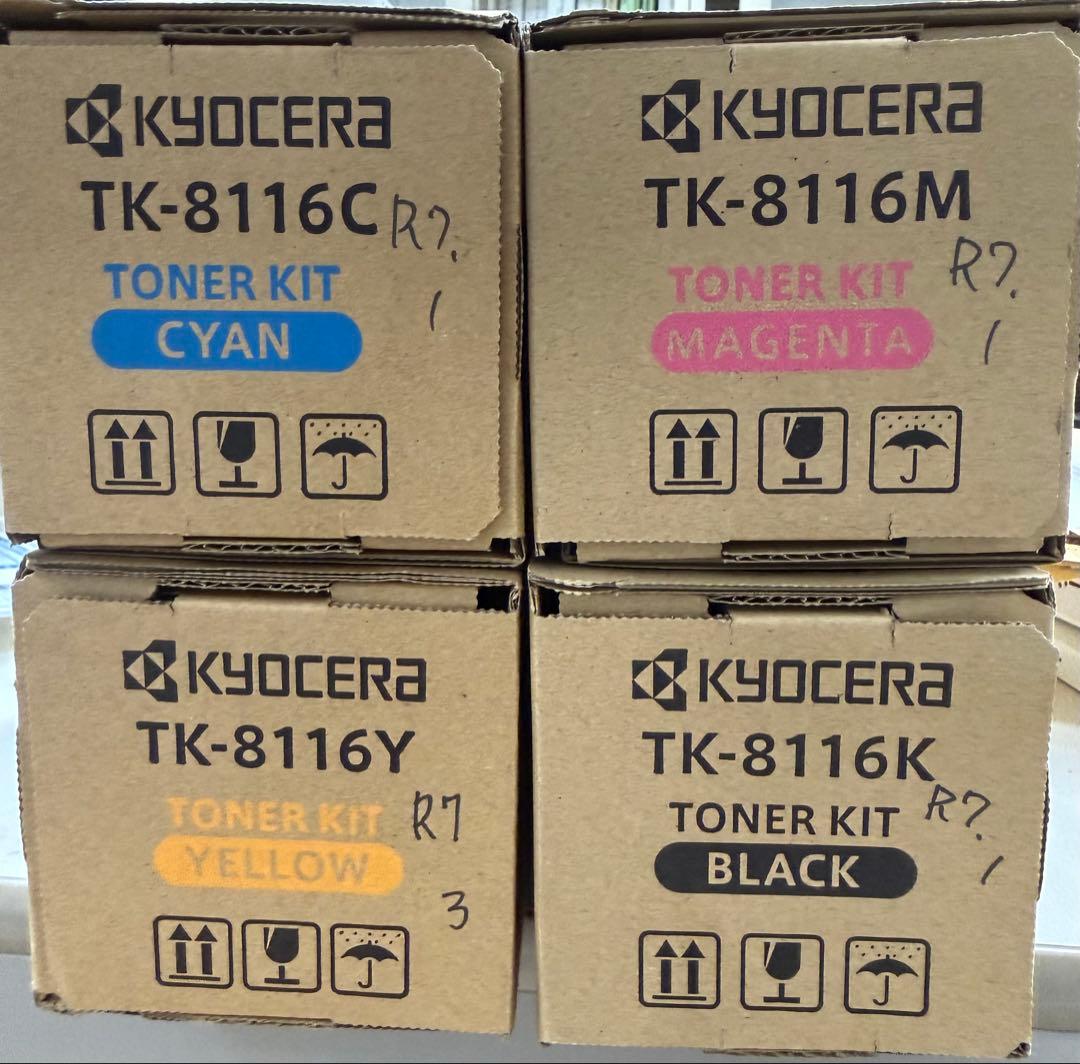 KYOCERA
TK-8116C
R7.
TONER KIT
1
CYAN
KYOCERA
TK-8116M
R7.
TONER KIT
1
MAGENTA
KYOCERA
TK-8116Y
R7
TONER KIT
YELLOW
3
KYOCERA
TK-8116K
R7.
TONER KIT
BLACK
1